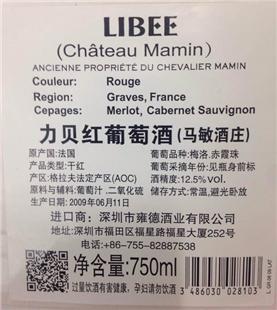 LIBEE
(Château Mamin)
ANCIENNE PROPRIÉTÉ DU CHEVALIER MAMIN
Couleur: Rouge
Region: Graves, France
Cepages: Merlot, Cabernet Sauvignon
力贝红葡萄酒(马敏酒庄)
原产国:法国 葡萄品种:梅洛.赤霞珠
产品类型:干红 葡萄采摘年份:见瓶身前标
产区:格拉夫法定产区(AOC) 酒精度:12.5%VOL
原料与辅料:葡萄汁.二氧化硫 储存方式:常温,避光卧放
生产日期:2009年06月11日
进口商:深圳市雍德酒业有限公司
地址:深圳市福田区福星路福星大厦252号
电话:+86-755-82887538
净含量:750ml
过量饮酒有害健康,孕妇请勿饮酒
3 486030 028103
L. GR 06 09 LAT